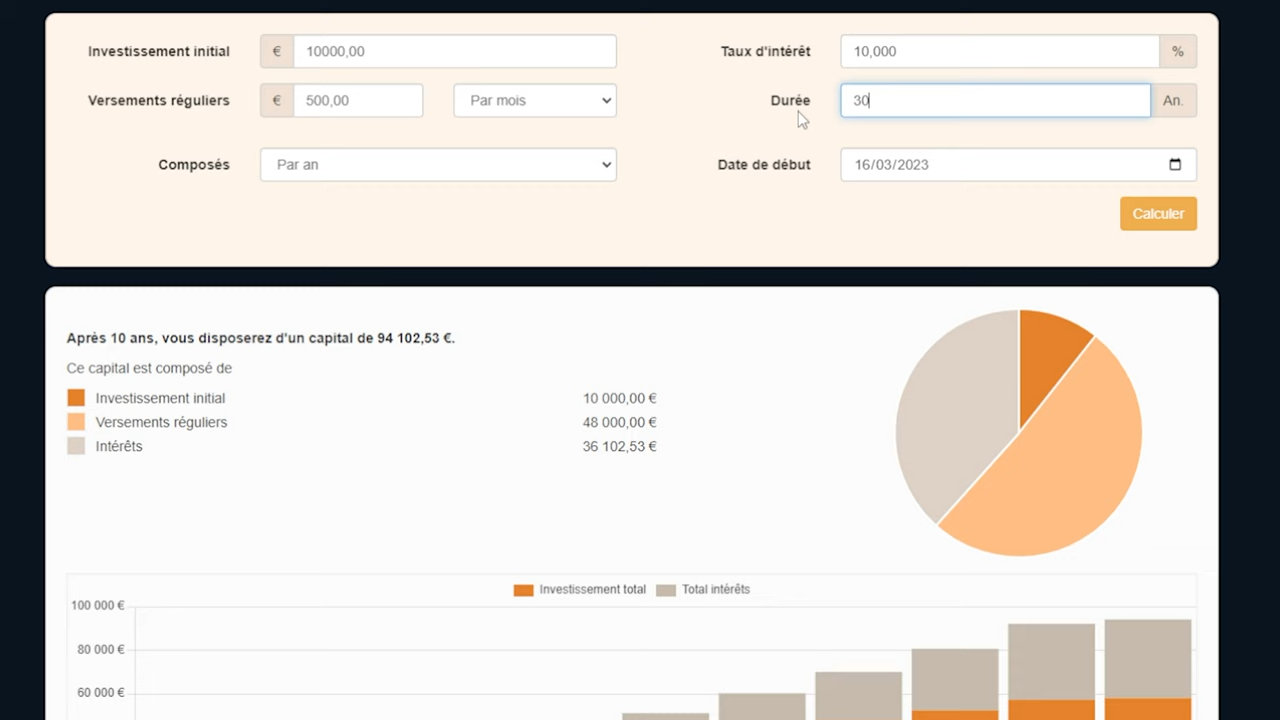 Investissement initial € 10000,00 Taux d'intérêt 10,000 %
Versements réguliers € 500,00 Par mois Durée 30 An.
Composés Par an Date de début 16/03/2023
Calculer
Après 10 ans, vous disposerez d'un capital de 94 102,53 €.
Ce capital est composé de
Investissement initial 10 000,00 €
Versements réguliers 48 000,00 €
Intérêts 36 102,53 €
Investissement total Total intérêts
100 000 €
80 000 €
60 000 €